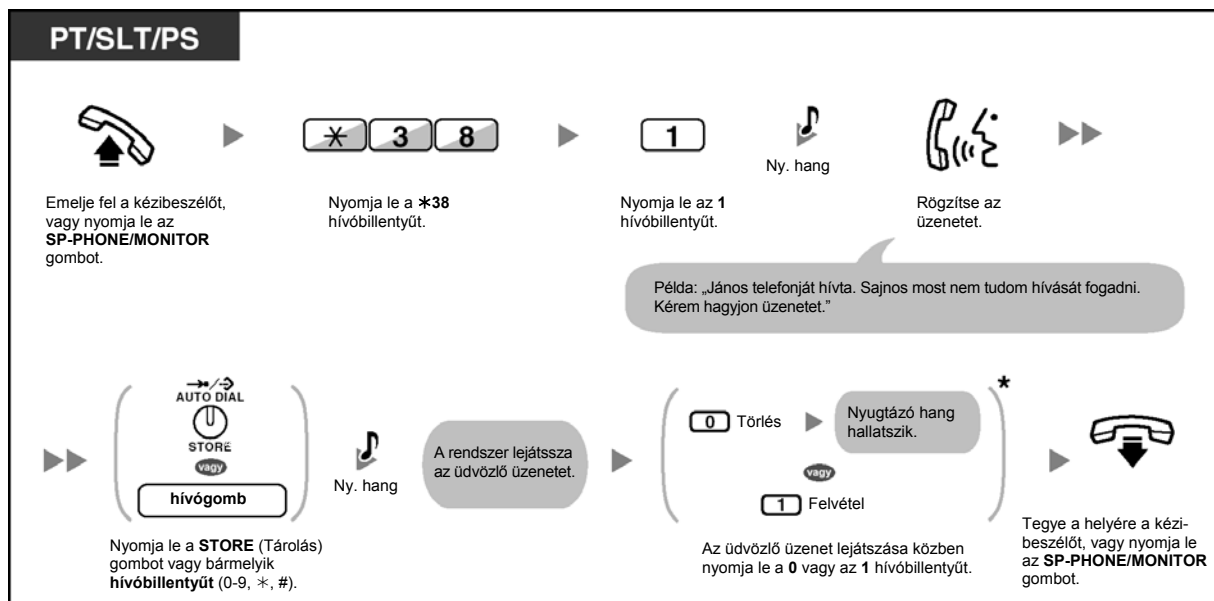 PT/SLT/PS
✳ 3 8
1
Ny. hang
Emelje fel a kézibeszélőt,
vagy nyomja le az
SP-PHONE/MONITOR
gombot.
Nyomja le a ✳38
hívóbillentyűt.
Nyomja le az 1
hívóbillentyűt.
Rögzítse az
üzenetet.
Példa: „János telefonját hívta. Sajnos most nem tudom hívását fogadni.
Kérem hagyjon üzenetet.”
AUTO DIAL
STORE
vagy
hívógomb
Nyomja le a STORE (Tárolás)
gombot vagy bármelyik
hívóbillentyűt (0-9, ✳, #).
Ny. hang
A rendszer lejátssza
az üdvözlő üzenetet.
0 Törlés
Nyugtázó hang
hallatszik.
vagy
1 Felvétel
*
Az üdvözlő üzenet lejátszása közben
nyomja le a 0 vagy az 1 hívóbillentyűt.
Tegye a helyére a kézi-
beszélőt, vagy nyomja le
az SP-PHONE/MONITOR
gombot.